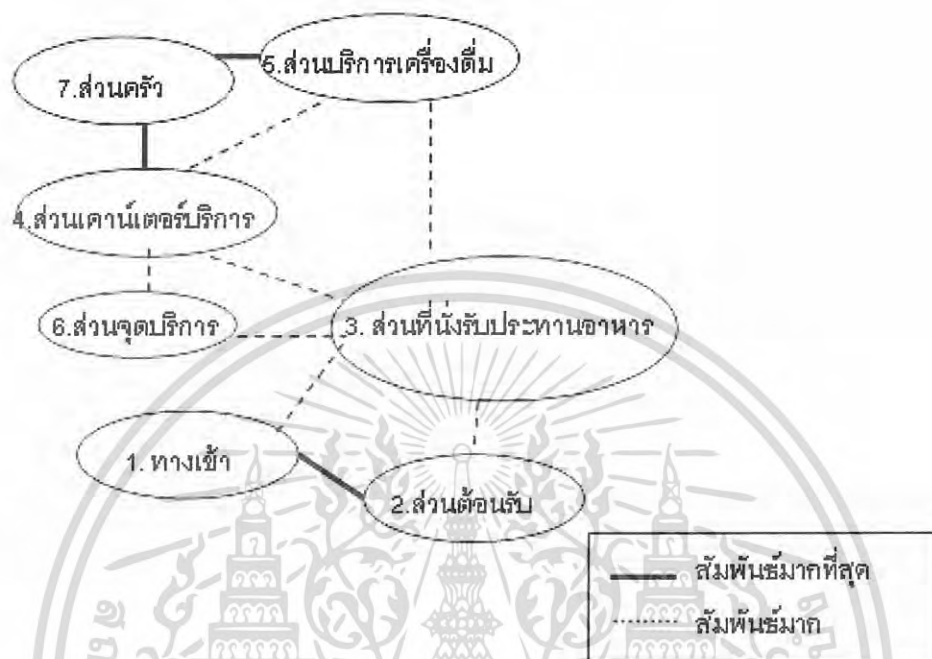 5.ส่วนบริการเครื่องดื่ม
7.ส่วนครัว
4.ส่วนเคาน์เตอร์บริการ
6.ส่วนจุดบริการ
3. ส่วนที่นั่งรับประทานอาหาร
1. ทางเข้า
2.ส่วนต้อนรับ
สัมพันธ์มากที่สุด
สัมพันธ์มาก